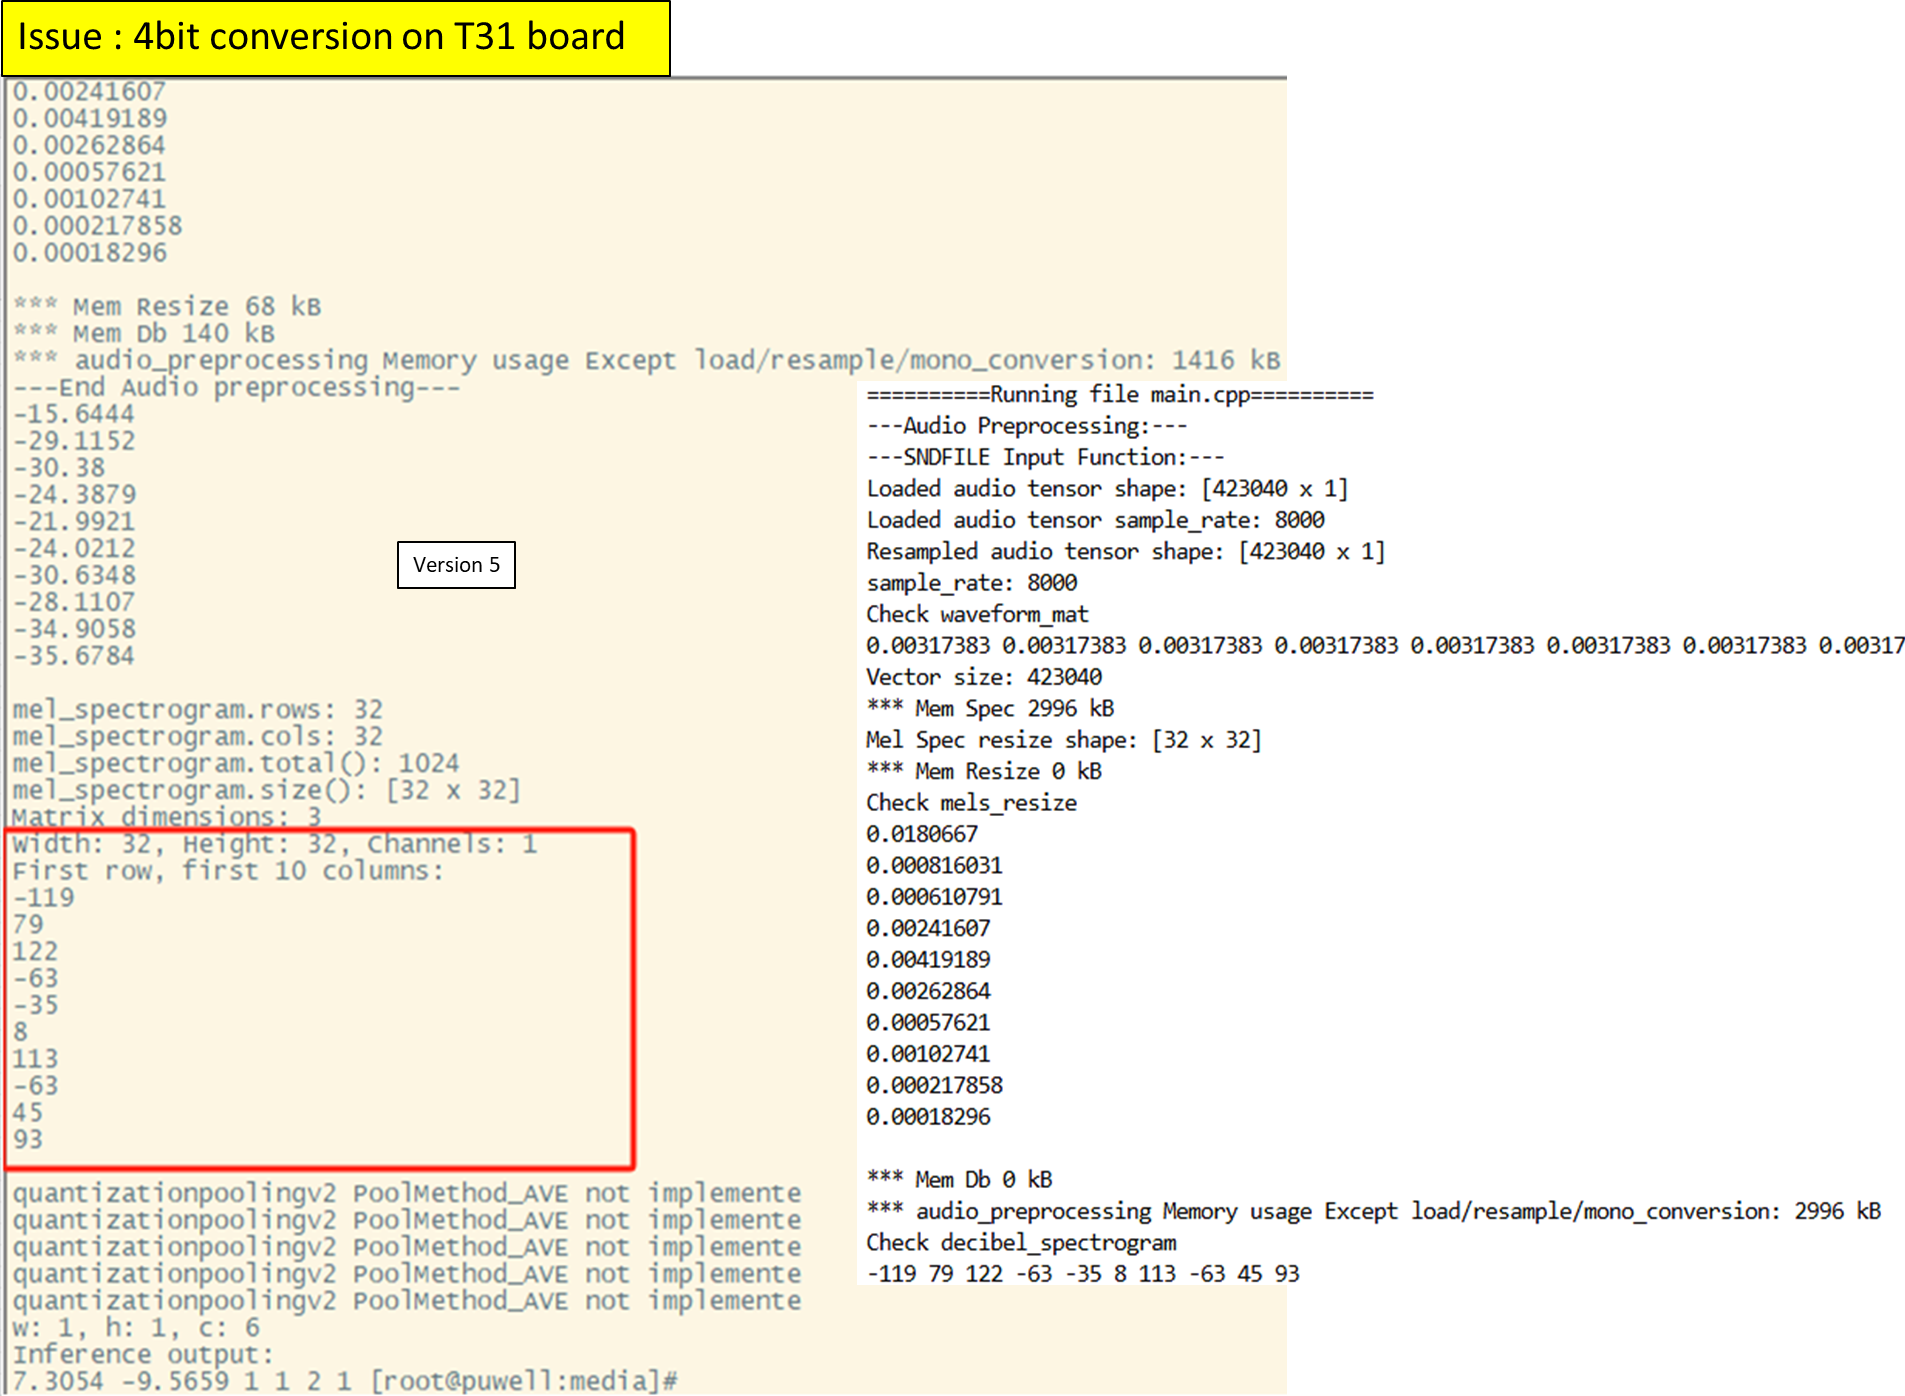 Issue : 4bit conversion on T31 board
0.00241607
0.00419189
0.00262864
0.00057621
0.00102741
0.000217858
0.00018296
*** Mem Resize 68 kB
*** Mem Db 140 kB
*** audio_preprocessing Memory usage Except load/resample/mono_conversion: 1416 kB
---End Audio preprocessing---
-15.6444
-29.1152
-30.38
-24.3879
-21.9921
-24.0212
-30.6348
-28.1107
-34.9058
-35.6784
mel_spectrogram.rows: 32
mel_spectrogram.cols: 32
mel_spectrogram.total(): 1024
mel_spectrogram.size(): [32 x 32]
Matrix dimensions: 3
Width: 32, Height: 32, Channels: 1
First row, first 10 columns:
-119
79
122
-63
-35
8
113
-63
45
93
quantizationpoolingv2 PoolMethod_AVE not implemente
quantizationpoolingv2 PoolMethod_AVE not implemente
quantizationpoolingv2 PoolMethod_AVE not implemente
quantizationpoolingv2 PoolMethod_AVE not implemente
quantizationpoolingv2 PoolMethod_AVE not implemente
w: 1, h: 1, c: 6
Inference output:
7.3054 -9.5659 1 1 2 1 [root@puwell:media]#
Version 5
==========Running file main.cpp==========
---Audio Preprocessing:---
---SNDFILE Input Function:---
Loaded audio tensor shape: [423040 x 1]
Loaded audio tensor sample_rate: 8000
Resampled audio tensor shape: [423040 x 1]
sample_rate: 8000
Check waveform_mat
0.00317383 0.00317383 0.00317383 0.00317383 0.00317383 0.00317383 0.00317383 0.00317
Vector size: 423040
*** Mem Spec 2996 kB
Mel Spec resize shape: [32 x 32]
*** Mem Resize 0 kB
Check mels_resize
0.0180667
0.000816031
0.000610791
0.00241607
0.00419189
0.00262864
0.00057621
0.00102741
0.000217858
0.00018296
*** Mem Db 0 kB
*** audio_preprocessing Memory usage Except load/resample/mono_conversion: 2996 kB
Check decibel_spectrogram
-119 79 122 -63 -35 8 113 -63 45 93